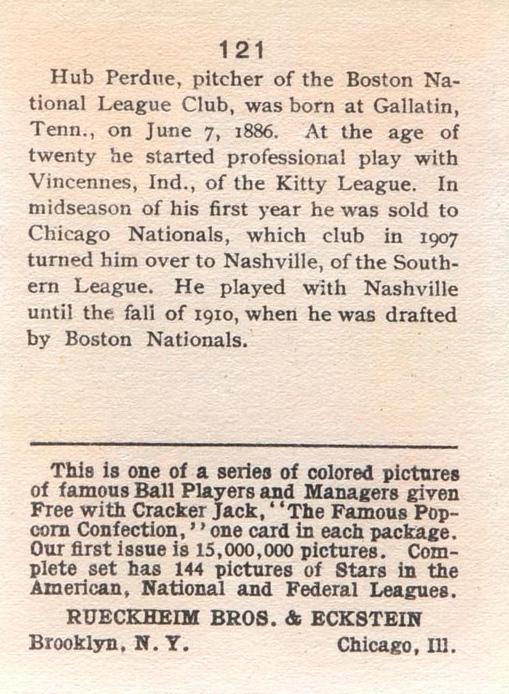 121
Hub Perdue, pitcher of the Boston Na-
tional League Club, was born at Gallatin,
Tenn., on June 7, 1886. At the age of
twenty he started professional play with
Vincennes, Ind., of the Kitty League. In
midseason of his first year he was sold to
Chicago Nationals, which club in 1907
turned him over to Nashville, of the South-
ern League. He played with Nashville
until the fall of 1910, when he was drafted
by Boston Nationals.
This is one of a series of colored pictures
of famous Ball Players and Managers given
Free with Cracker Jack, "The Famous Pop-
corn Confection," one card in each package.
Our first issue is 15,000,000 pictures. Com-
plete set has 144 pictures of Stars in the
American, National and Federal Leagues.
RUECKHEIM BROS. & ECKSTEIN
Brooklyn, N. Y. Chicago, Ill.